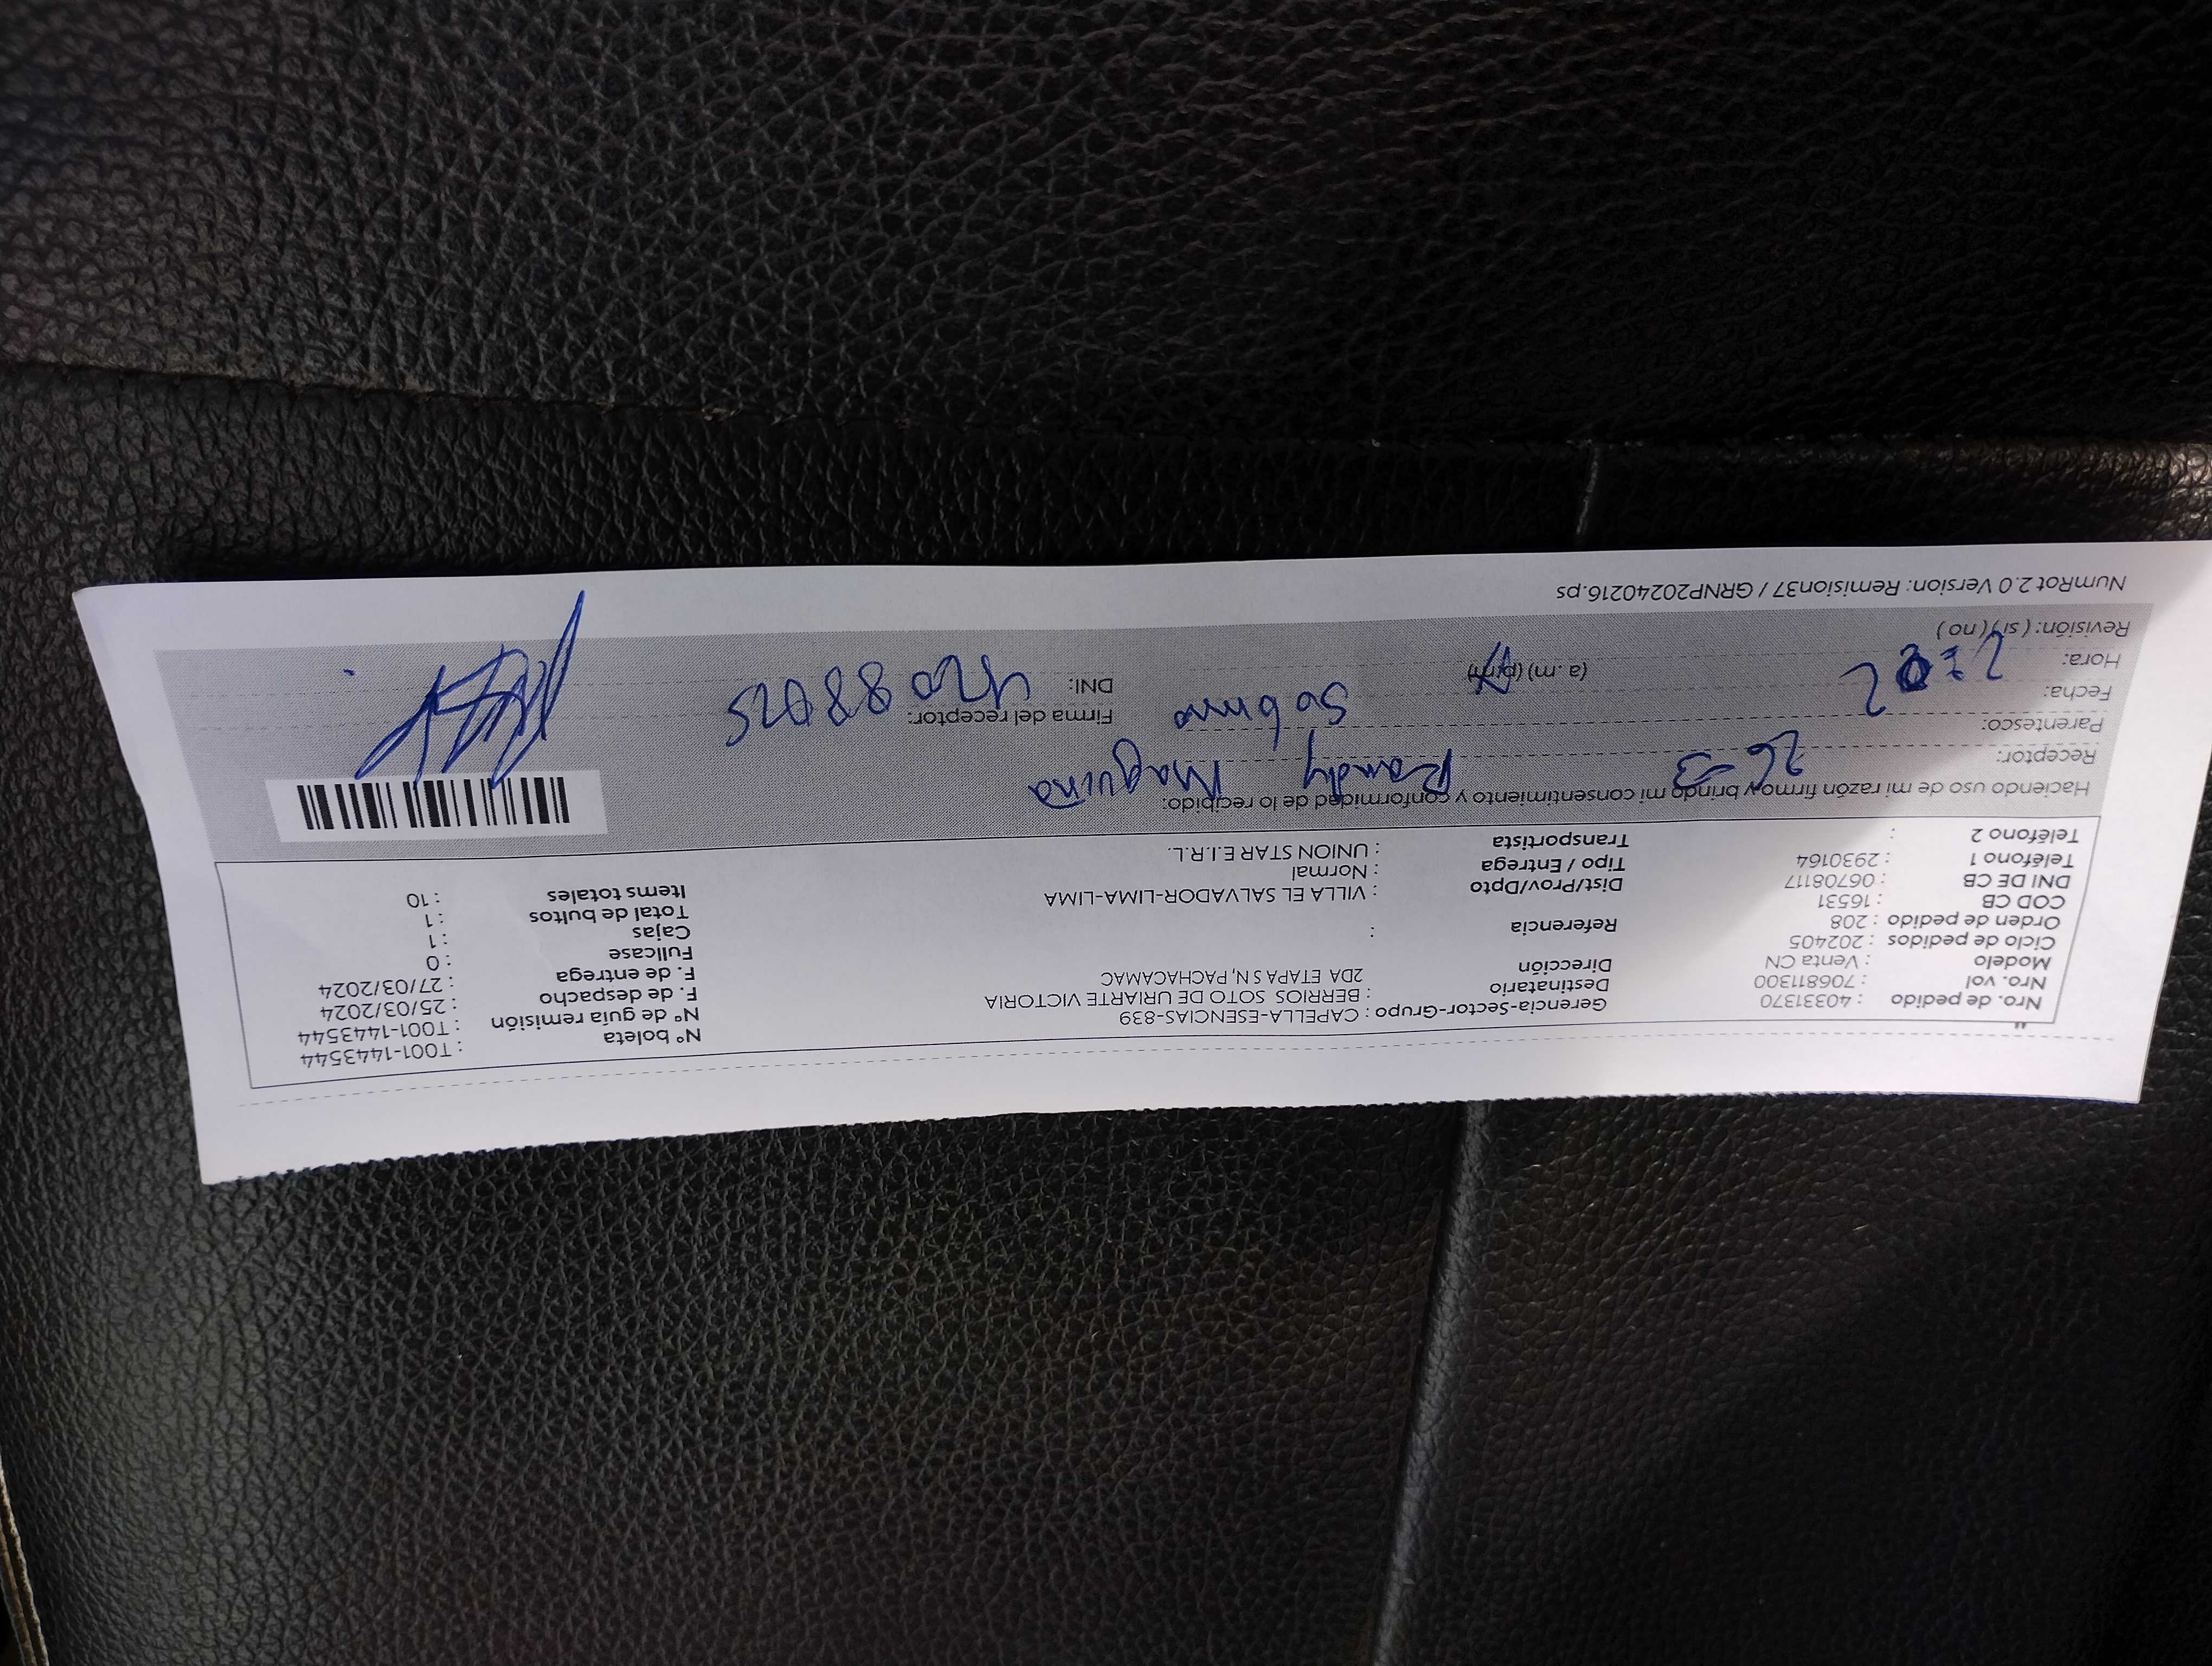 Nro. de pedido : 40331370 Gerencia-Sector-Grupo : CAPELLA-ESENCIAS-839 N° boleta : T001-1443544
Nro. vol : 706811300 Destinatario : BERRIOS SOTO DE URIARTE VICTORIA N° de guía remisión : T001-1443544
Modelo : Venta CN Dirección 2DA ETAPA S N, PACHACAMAC F. de despacho : 25/03/2024
Ciclo de pedidos : 202405 F. de entrega : 27/03/2024
Orden de pedido : 208 Referencia : Fullcase : 0
COD CB : 16531 Cajas : 1
DNI DE CB : 06708117 Dist/Prov/Dpto : VILLA EL SALVADOR-LIMA-LIMA Total de bultos : 1
Teléfono 1 : 2930164 Tipo / Entrega : Normal Items totales : 10
Teléfono 2 : Transportista : UNION STAR E.I.R.L.
Haciendo uso de mi razón firmo y brindo mi consentimiento y conformidad de lo recibido:
Receptor: 26-3 Randy Maguiña
Parentesco:
Fecha: Sobrino Firma del receptor:
Hora: (a. m) (p.m) DNI:
Revisión: ( si ) ( no )
NumRot 2.0 Version: Remision37 / GRNP20240216.ps